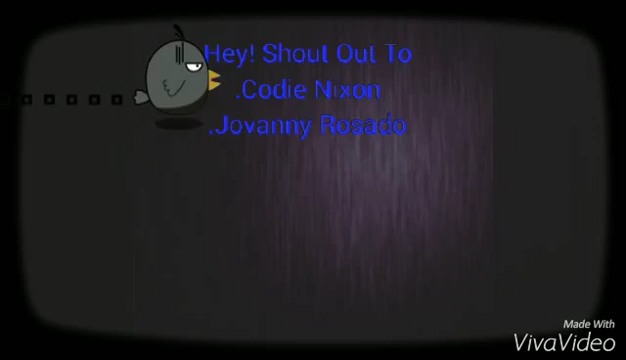 Hey! Shout Out To
.Codie Nixon
.Jovanny Rosado
Made With
VivaVideo